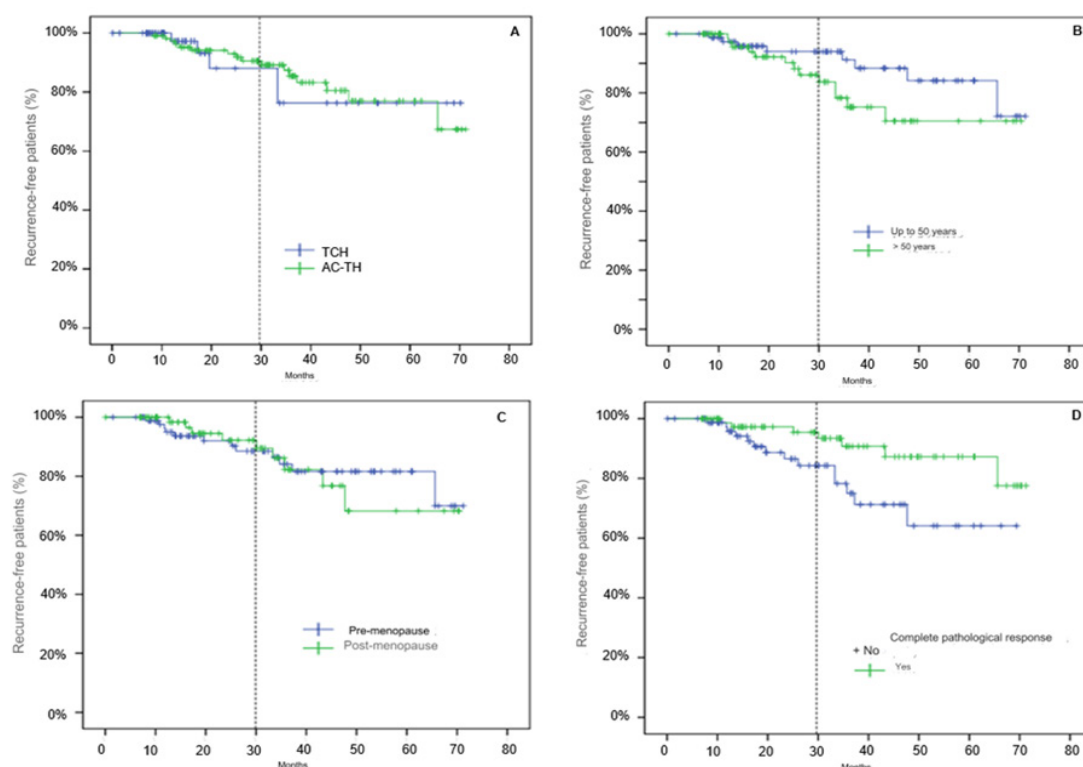 A
Recurrence-free patients (%)
100%
80%
60%
40%
20%
0%
TCH
AC-TH
0 10 20 30 40 50 60 70 80
Months
B
Recurrence-free patients (%)
100%
80%
60%
40%
20%
0%
Up to 50 years
> 50 years
0 10 20 30 40 50 60 70 80
Months
C
Recurrence-free patients (%)
100%
80%
60%
40%
20%
0%
Pre-menopause
Post-menopause
0 10 20 30 40 50 60 70 80
Months
D
Recurrence-free patients (%)
100%
80%
60%
40%
20%
0%
Complete pathological response
No
Yes
0 10 20 30 40 50 60 70 80
Months